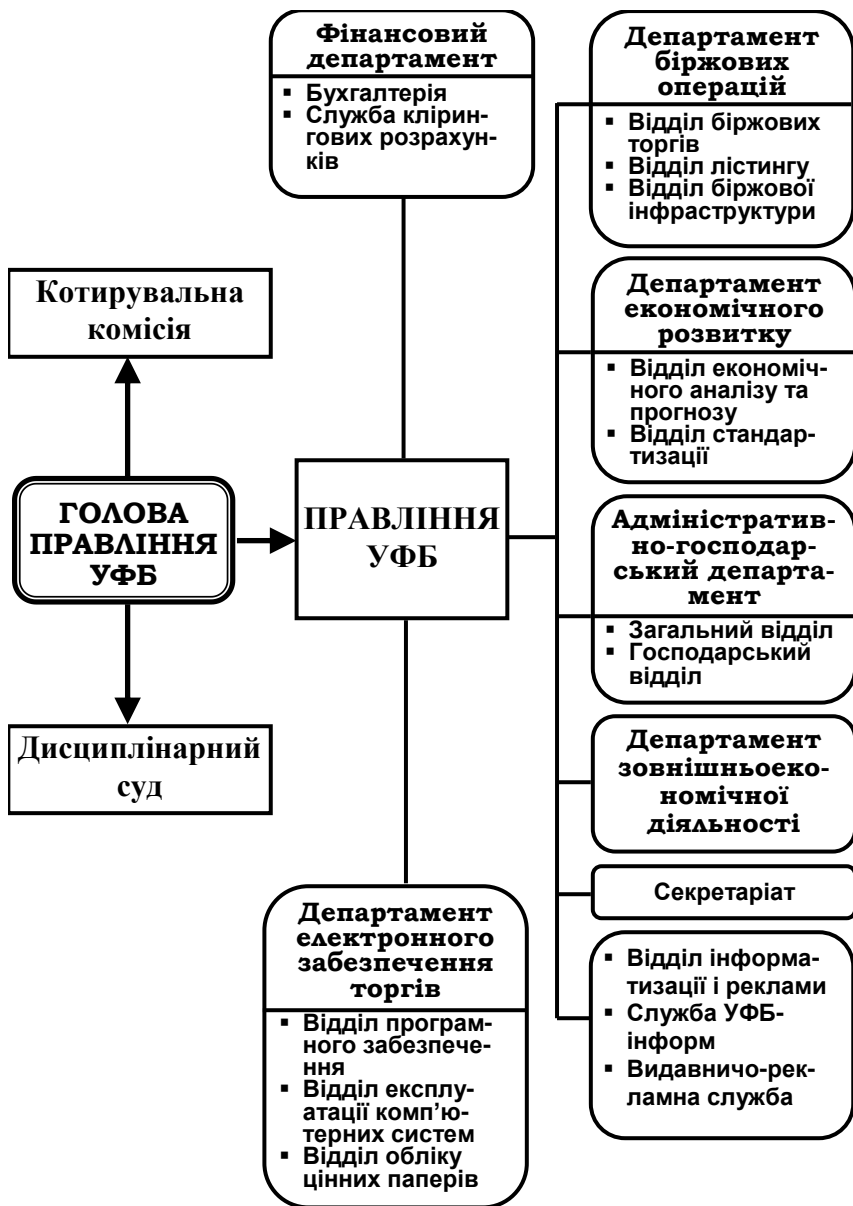 Фінансовий
департамент
▪ Бухгалтерія
▪ Служба клірин-
гових розрахун-
ків
Департамент
біржових
операцій
▪ Відділ біржових
торгів
▪ Відділ лістингу
▪ Відділ біржової
інфраструктури
Котирувальна
комісія
Департамент
економічного
розвитку
▪ Відділ економіч-
ного аналізу та
прогнозу
▪ Відділ стандар-
тизації
ГОЛОВА
ПРАВЛІННЯ
УФБ
ПРАВЛІННЯ
УФБ
Адміністратив-
но-господар-
ський департа-
мент
▪ Загальний відділ
▪ Господарський
відділ
Дисциплінарний
суд
Департамент
зовнішньоеко-
номічної
діяльності
Секретаріат
Департамент
електронного
забезпечення
торгів
▪ Відділ програм-
ного забезпече-
ння
▪ Відділ експлу-
атації комп’ю-
терних систем
▪ Відділ обліку
цінних паперів
▪ Відділ інформа-
тизації і реклами
▪ Служба УФБ-
інформ
▪ Видавничо-рек-
ламна служба